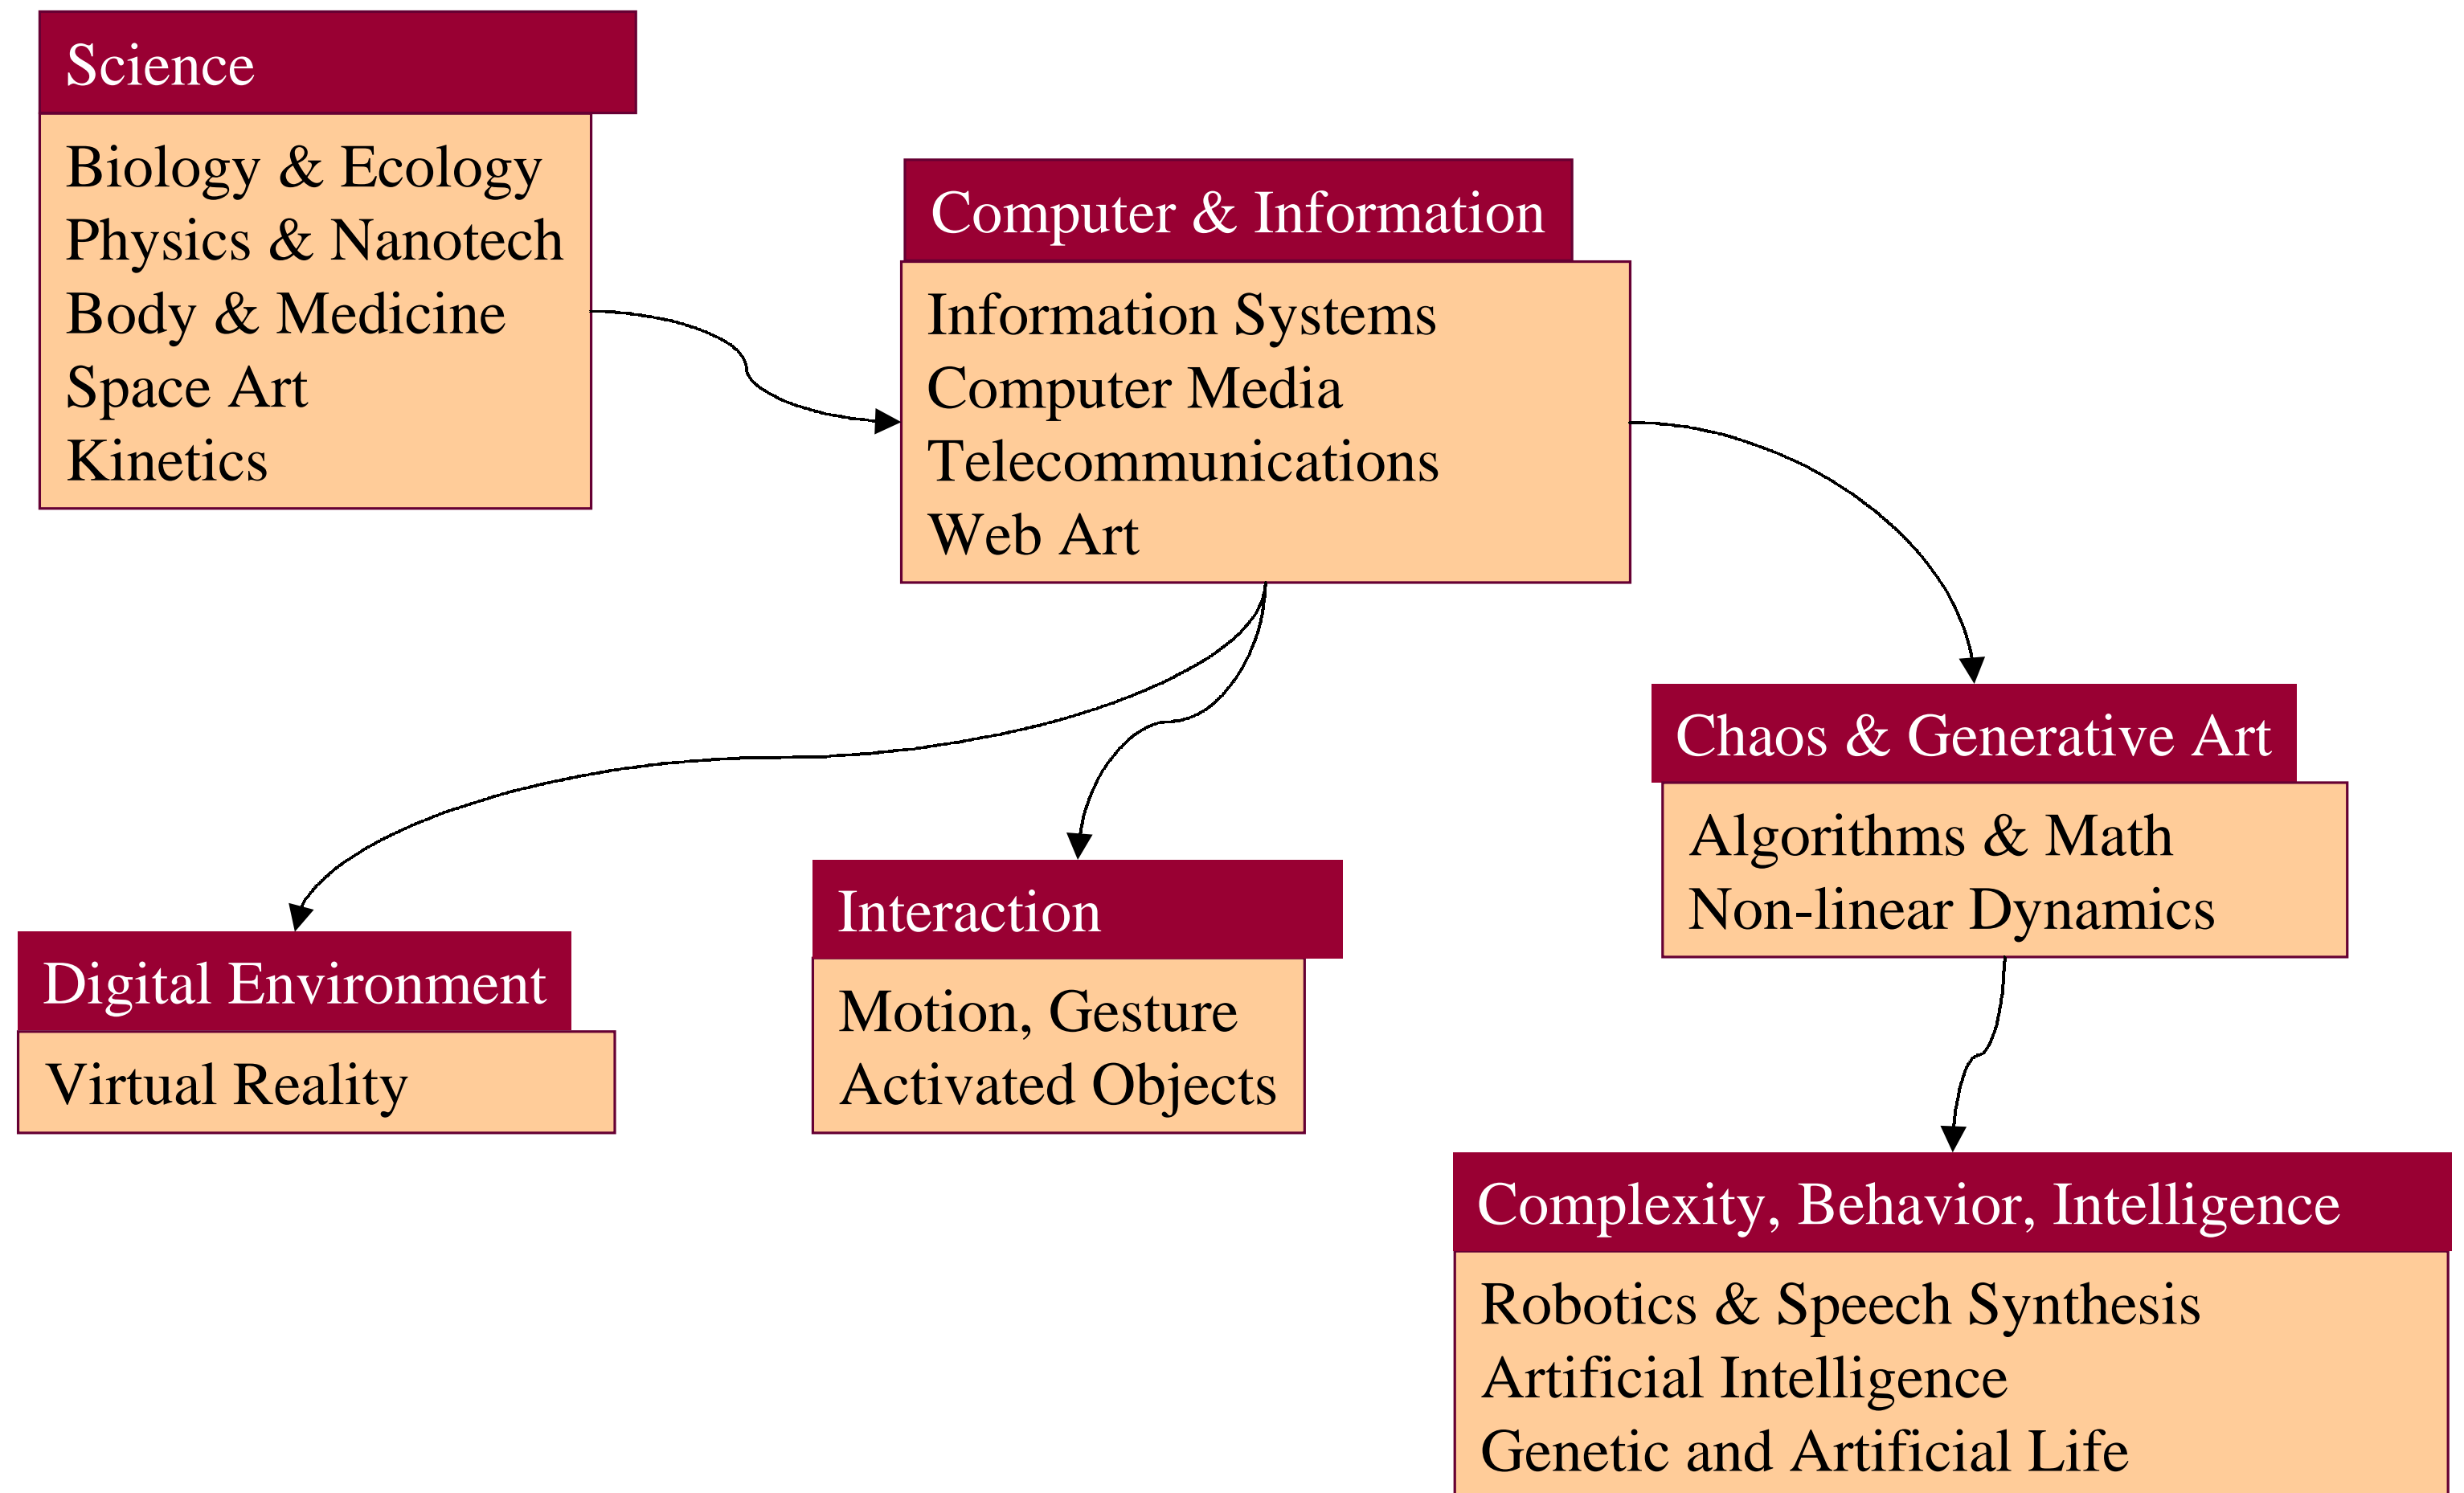 Science
Biology & Ecology
Physics & Nanotech
Body & Medicine
Space Art
Kinetics
Computer & Information
Information Systems
Computer Media
Telecommunications
Web Art
Chaos & Generative Art
Algorithms & Math
Non-linear Dynamics
Interaction
Motion, Gesture
Activated Objects
Digital Environment
Virtual Reality
Complexity, Behavior, Intelligence
Robotics & Speech Synthesis
Artificial Intelligence
Genetic and Artificial Life